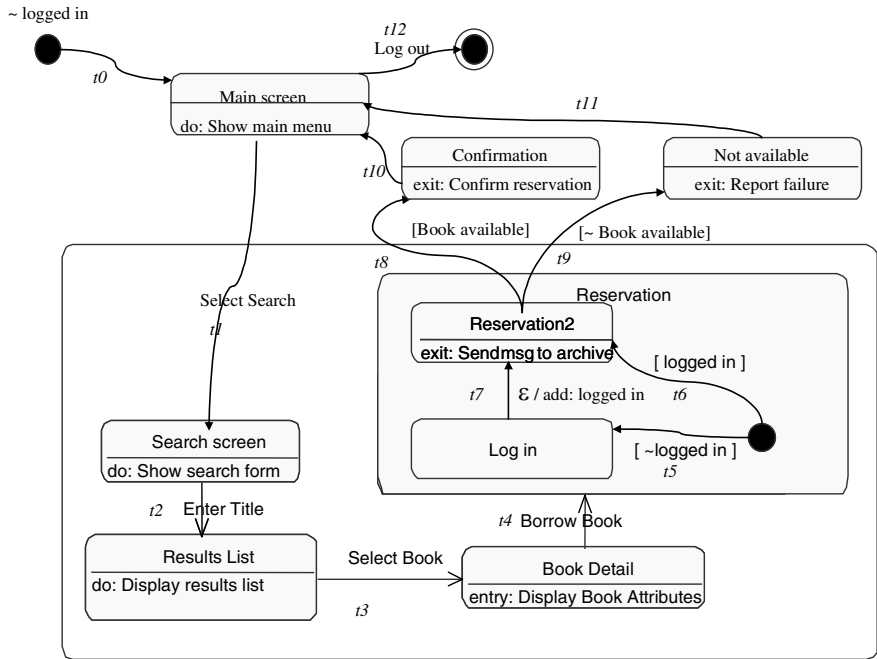 ~ logged in
t12
Log out
t0
Main screen
do: Show main menu
t11
t10
Confirmation
exit: Confirm reservation
Not available
exit: Report failure
[Book available]
[~ Book available]
t8
t9
Reservation
Select Search
t1
Reservation2
exit: Sendmsg to archive
[ logged in ]
t7
ε / add: logged in
t6
Search screen
do: Show search form
Log in
[ ~logged in ]
t5
t2
Enter Title
t4
Borrow Book
Results List
do: Display results list
Select Book
t3
Book Detail
entry: Display Book Attributes